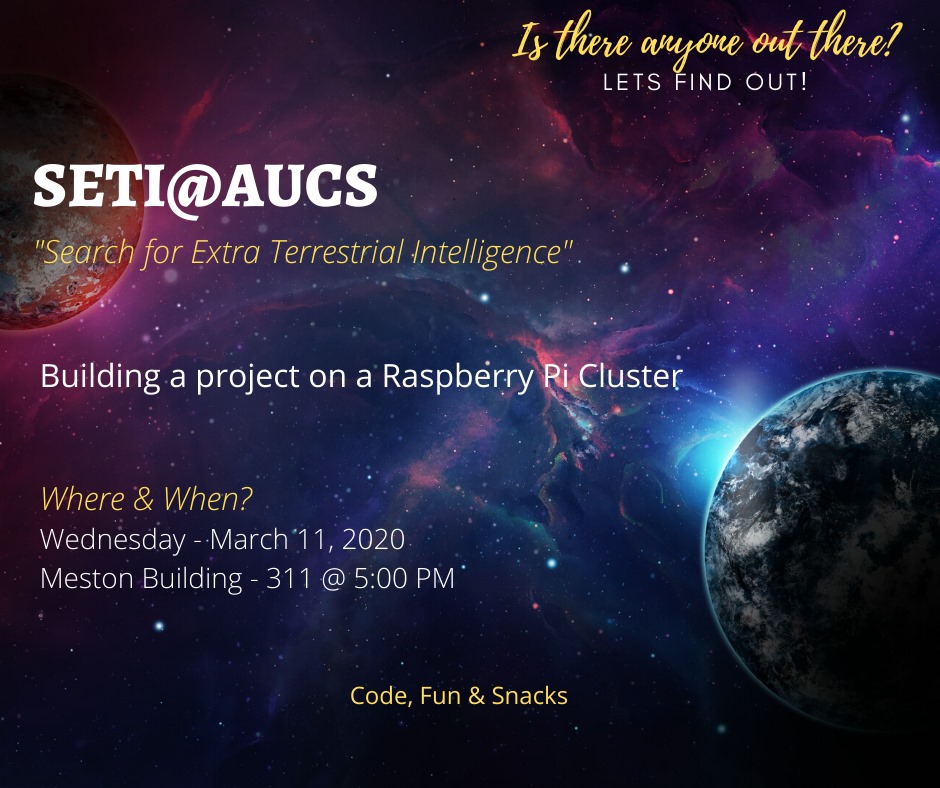 Is there anyone out there?
LETS FIND OUT!
SETI@AUCS
"Search for Extra Terrestrial Intelligence"
Building a project on a Raspberry Pi Cluster
Where & When?
Wednesday - March 11, 2020
Meston Building - 311 @ 5:00 PM
Code, Fun & Snacks